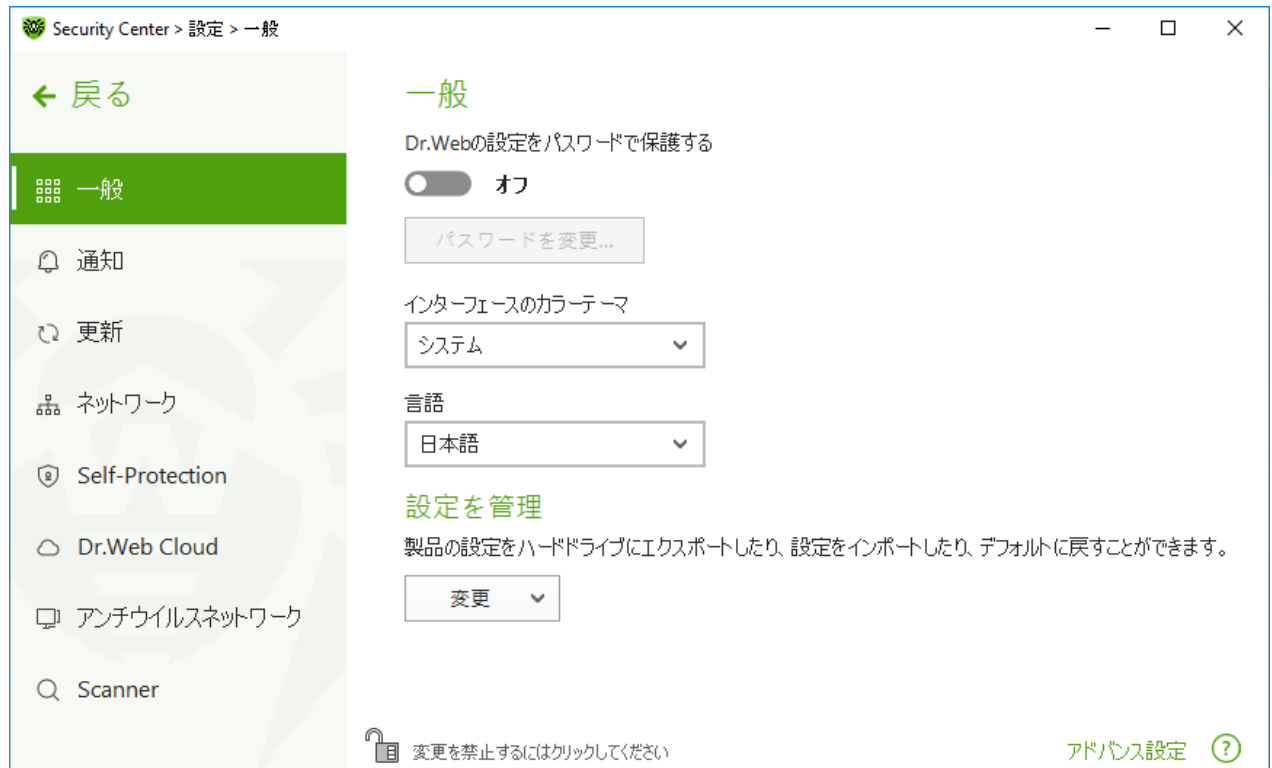 Security Center > 設定 > 一般
戻る
一般
通知
更新
ネットワーク
Self-Protection
Dr.Web Cloud
アンチウイルスネットワーク
Scanner
一般
Dr.Webの設定をパスワードで保護する
オフ
パスワードを変更...
インターフェースのカラーテーマ
システム
言語
日本語
設定を管理
製品の設定をハードドライブにエクスポートしたり、設定をインポートしたり、デフォルトに戻すことができます。
変更
変更を禁止するにはクリックしてください
アドバンス設定 ?